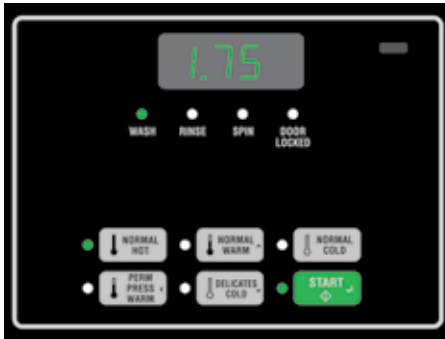 1.75
WASH
RINSE
SPIN
DOOR
LOCKED
NORMAL
HOT
NORMAL
WARM
NORMAL
COLD
PERM
PRESS
WARM
DELICATES
COLD
START